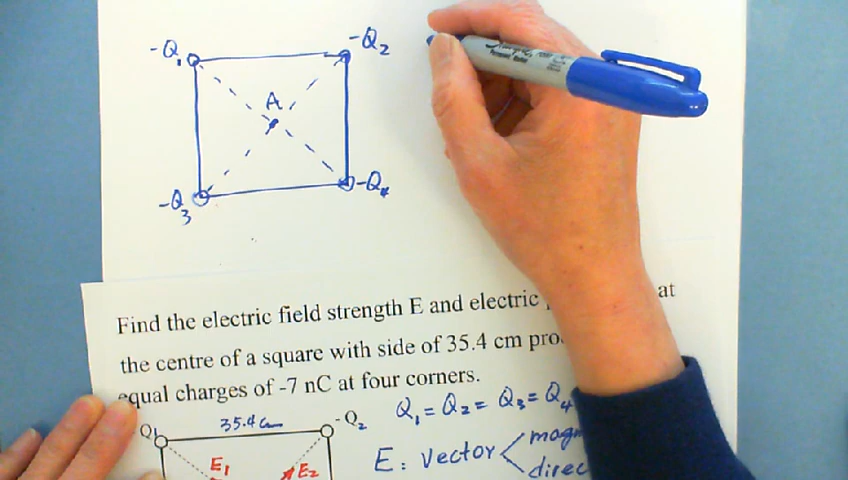 -Q1 -Q2
A
-Q3 -Q4
Sharpie
Find the electric field strength E and electric at
the centre of a square with side of 35.4 cm
equal charges of -7 nC at four corners.
Q1 = Q2 = Q3 = Q4
35.4 cm
Q1 -Q2
E1 E2
E: vector